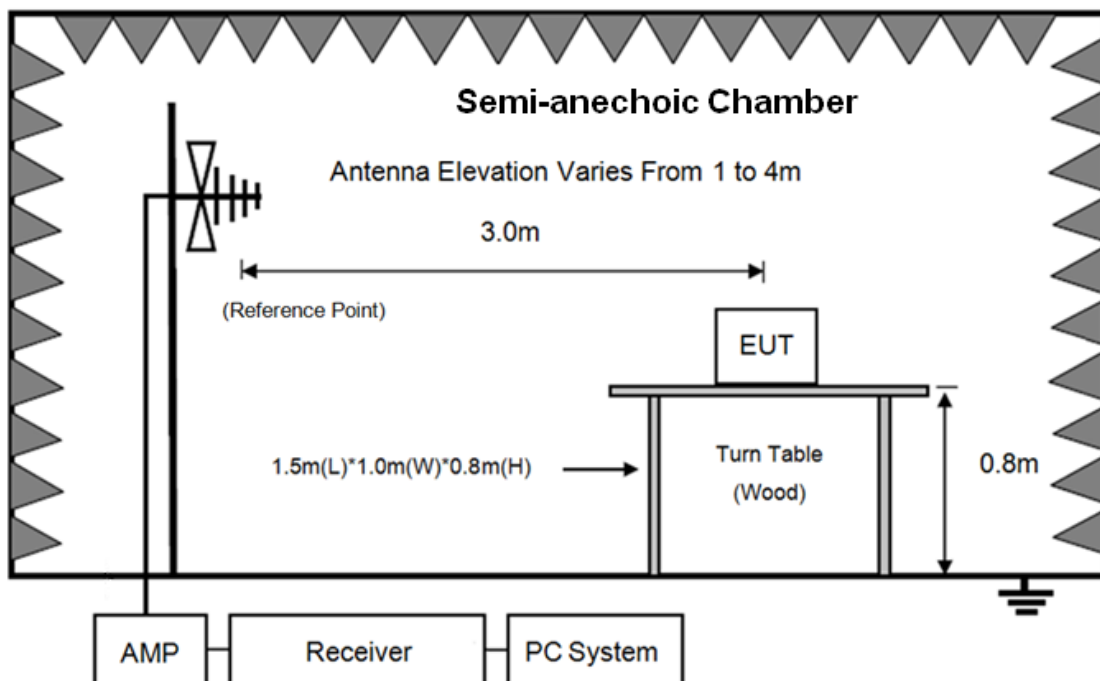 Semi-anechoic Chamber
Antenna Elevation Varies From 1 to 4m
3.0m
(Reference Point)
EUT
1.5m(L)*1.0m(W)*0.8m(H)
Turn Table
(Wood)
0.8m
AMP
Receiver
PC System